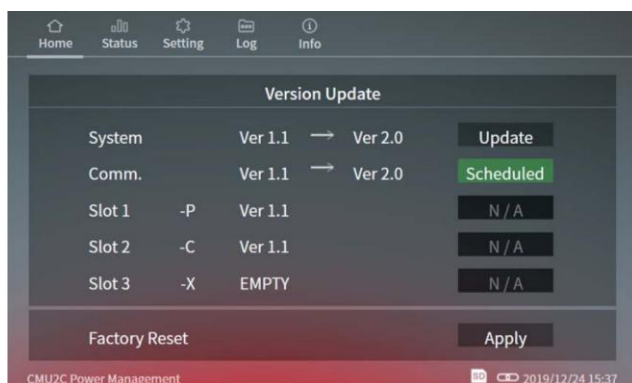 Home Status Setting Log Info
Version Update
System Ver 1.1 → Ver 2.0 Update
Comm. Ver 1.1 → Ver 2.0 Scheduled
Slot 1 -P Ver 1.1 N/A
Slot 2 -C Ver 1.1 N/A
Slot 3 -X EMPTY N/A
Factory Reset Apply
CMU2C Power Management SD 2019/12/24 15:37